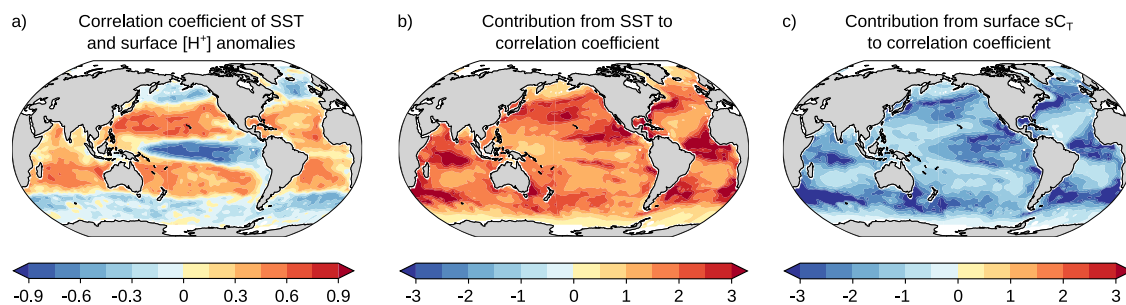 a) Correlation coefficient of SST
and surface [H⁺] anomalies
b) Contribution from SST to
correlation coefficient
c) Contribution from surface sC_T
to correlation coefficient
-0.9 -0.6 -0.3 0 0.3 0.6 0.9
-3 -2 -1 0 1 2 3
-3 -2 -1 0 1 2 3